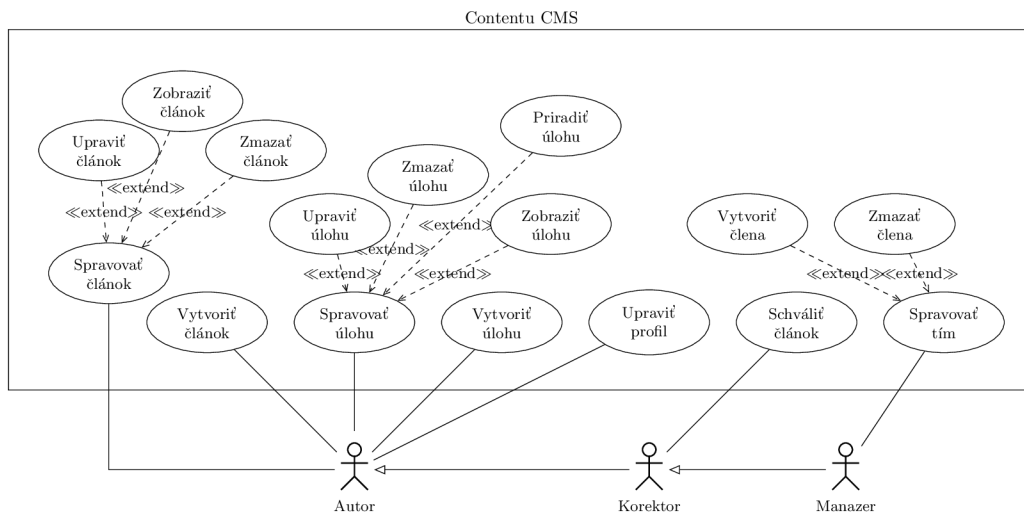 Contentu CMS
Zobraziť
článok
Upraviť
článok
Zmazať
článok
Priradiť
úlohu
Zmazať
úlohu
≪extend≫
≪extend≫
≪extend≫
Upraviť
úlohu
≪extend≫
Zobraziť
úlohu
Vytvoriť
člena
Zmazať
člena
≪extend≫
≪extend≫
≪extend≫
≪extend≫
≪extend≫
Spravovať
článok
Vytvoriť
článok
Spravovať
úlohu
Vytvoriť
úlohu
Upraviť
profil
Schváliť
článok
Spravovať
tím
Autor
Korektor
Manazer